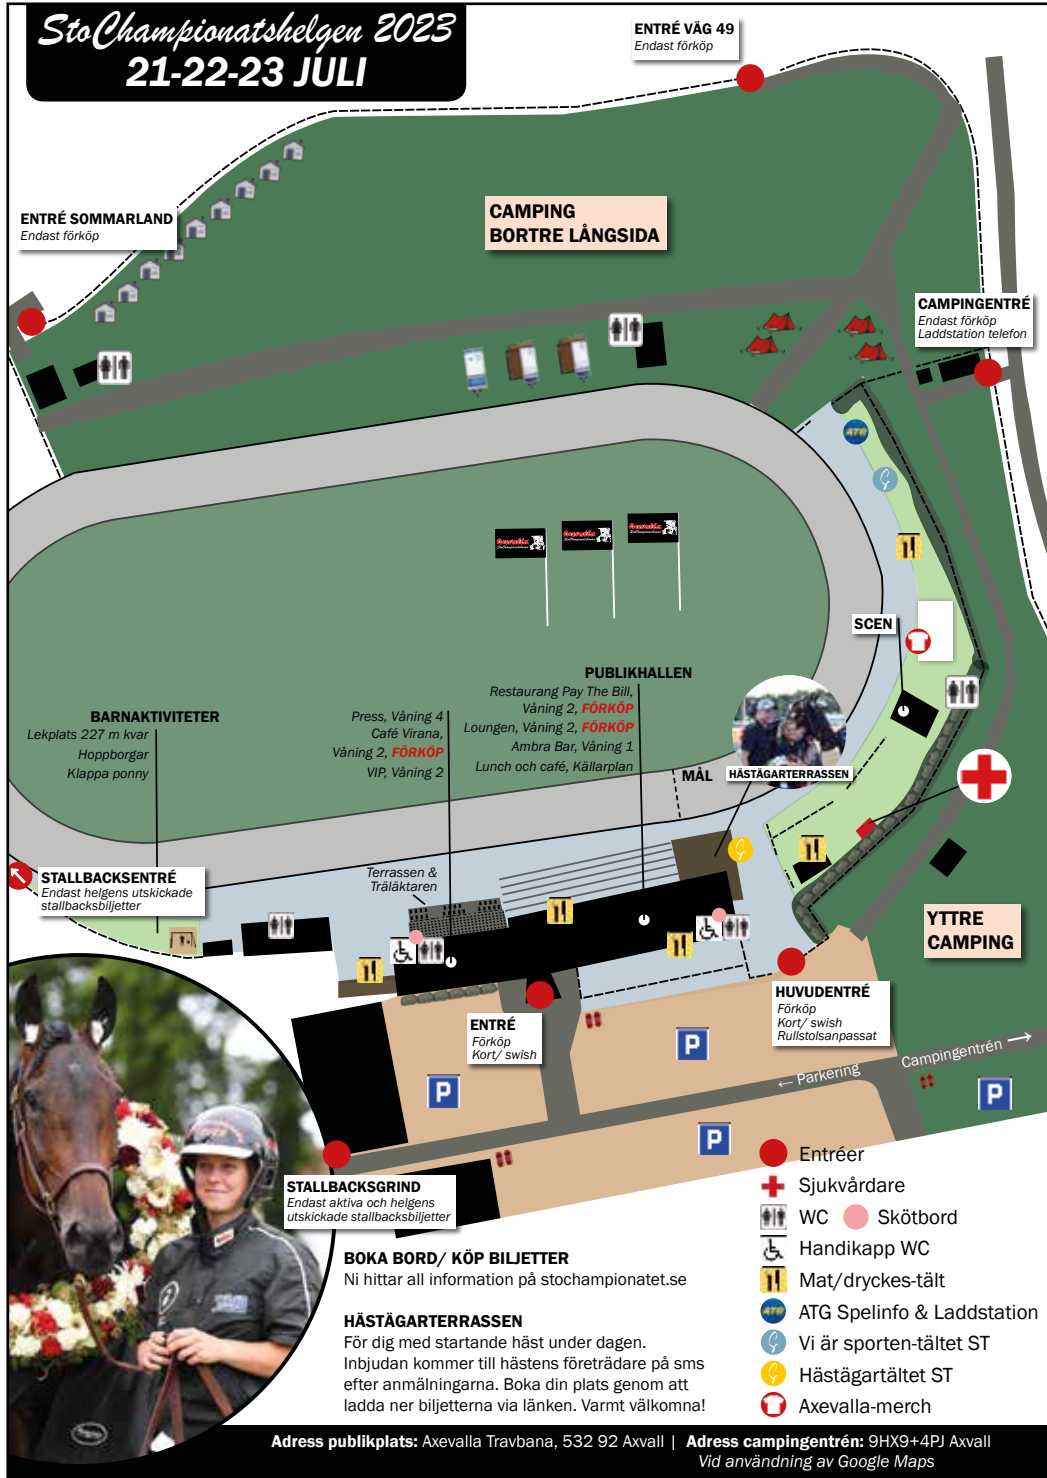 StoChampionatshelgen 2023
21-22-23 JULI
ENTRÉ VÄG 49
Endast förköp
ENTRÉ SOMMARLAND
Endast förköp
CAMPING
BORTRE LÅNGSIDA
CAMPINGENTRÉ
Endast förköp
Laddstation telefon
ATG
SCEN
PUBLIKHALLEN
Restaurang Pay The Bill,
Våning 2, FÖRKÖP
Loungen, Våning 2, FÖRKÖP
Ambra Bar, Våning 1
Lunch och café, Källarplan
BARNAKTIVITETER
Lekplats 227 m kvar
Hoppborgar
Klappa ponny
Press, Våning 4
Café Virana,
Våning 2, FÖRKÖP
VIP, Våning 2
MÅL
HÄSTÄGARTERRASSEN
STALLBACKSENTRÉ
Endast helgens utskickade
stallbacksbiljetter
Terrassen &
Träläktaren
YTTRE
CAMPING
HUVUDENTRÉ
Förköp
Kort/ swish
Rullstolsanpassat
ENTRÉ
Förköp
Kort/ swish
P
P
P
P
← Parkering
Campingentrén →
STALLBACKSGRIND
Endast aktiva och helgens
utskickade stallbacksbiljetter
Entréer
Sjukvårdare
WC Skötbord
Handikapp WC
Mat/dryckes-tält
ATG Spelinfo & Laddstation
Vi är sporten-tältet ST
Hästägartältet ST
Axevalla-merch
BOKA BORD/ KÖP BILJETTER
Ni hittar all information på stochampionatet.se
HÄSTÄGARTERRASSEN
För dig med startande häst under dagen.
Inbjudan kommer till hästens företrädare på sms
efter anmälningarna. Boka din plats genom att
ladda ner biljetterna via länken. Varmt välkomna!
Adress publikplats: Axevalla Travbana, 532 92 Axvall | Adress campingentrén: 9HX9+4PJ Axvall
Vid användning av Google Maps